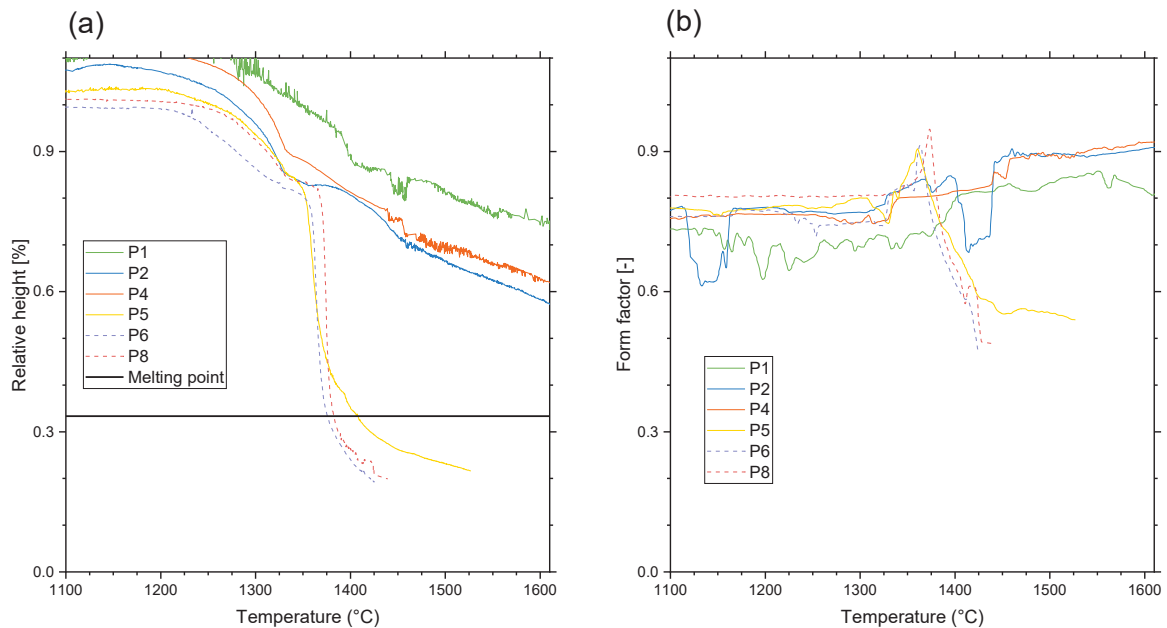 (a)
Relative height [%]
0.9
0.6
0.3
0.0
P1
P2
P4
P5
P6
P8
Melting point
1100 1200 1300 1400 1500 1600
Temperature (°C)
(b)
Form factor [-]
0.9
0.6
0.3
0.0
P1
P2
P4
P5
P6
P8
1100 1200 1300 1400 1500 1600
Temperature (°C)